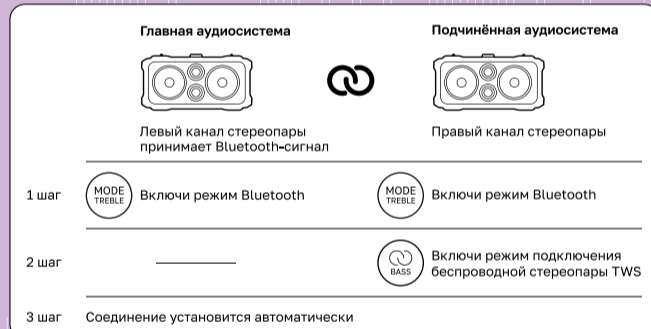 Главная аудиосистема
Подчинённая аудиосистема
Левый канал стереопары
принимает Bluetooth-сигнал
Правый канал стереопары
1 шаг
MODE
TREBLE
Включи режим Bluetooth
MODE
TREBLE
Включи режим Bluetooth
2 шаг
BASS
Включи режим подключения
беспроводной стереопары TWS
3 шаг
Соединение установится автоматически